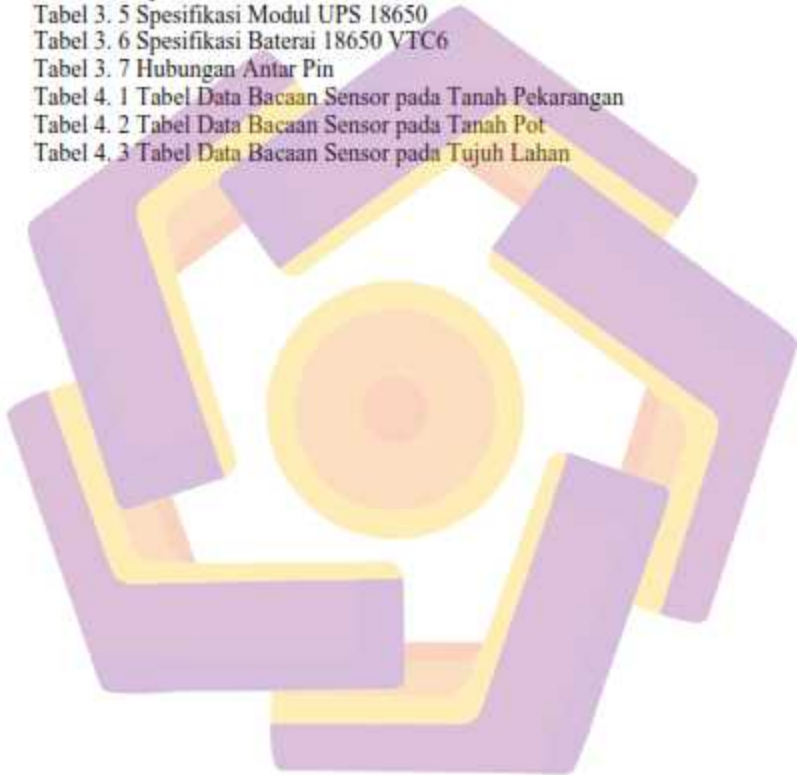 Tabel 3. 5 Spesifikasi Modul UPS 18650
Tabel 3. 6 Spesifikasi Baterai 18650 VTC6
Tabel 3. 7 Hubungan Antar Pin
Tabel 4. 1 Tabel Data Bacaan Sensor pada Tanah Pekarangan
Tabel 4. 2 Tabel Data Bacaan Sensor pada Tanah Pot
Tabel 4. 3 Tabel Data Bacaan Sensor pada Tujuh Lahan